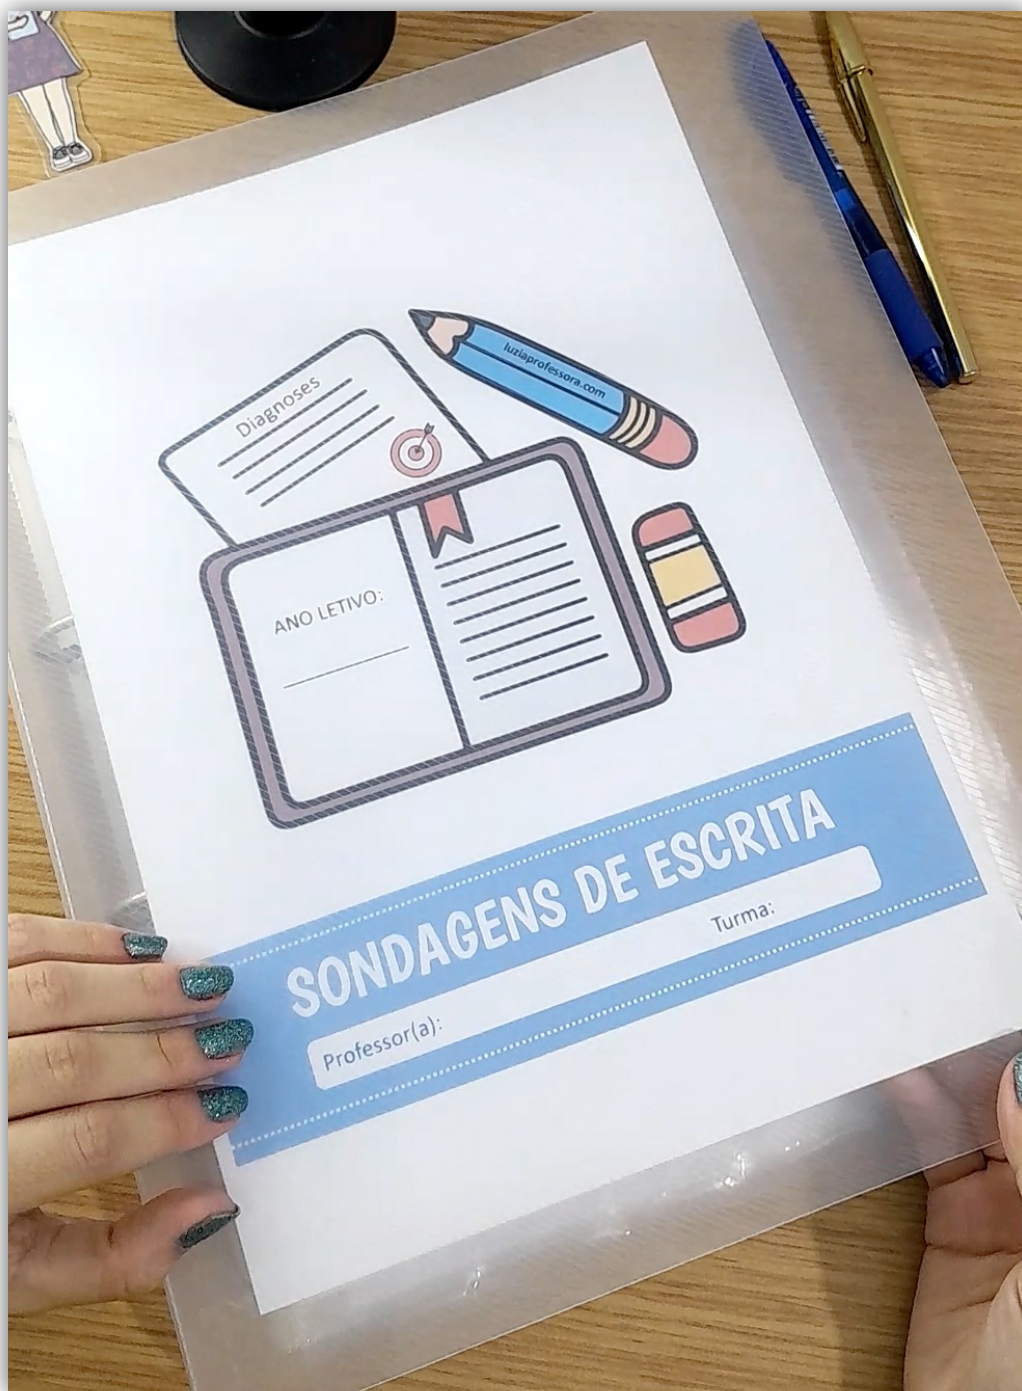 Diagnoses
luziaprofessora.com
ANO LETIVO:
SONDAGENS DE ESCRITA
Professor(a):
Turma: